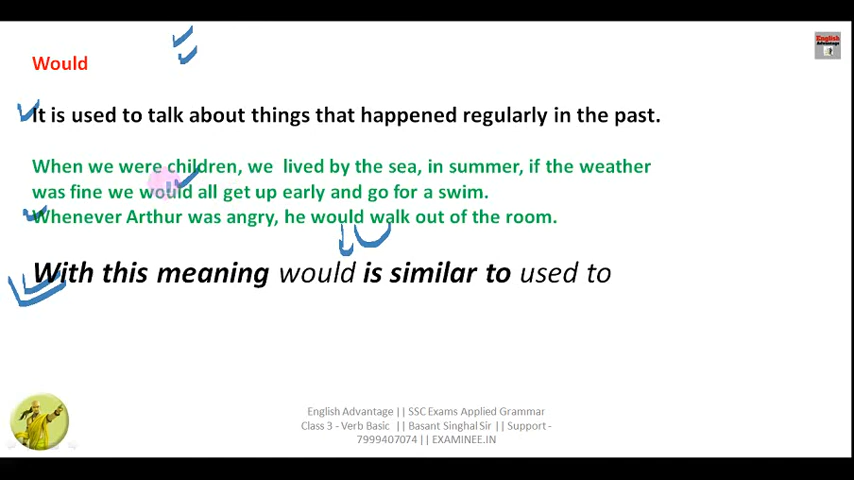 English
Advantage
Would
It is used to talk about things that happened regularly in the past.
When we were children, we lived by the sea, in summer, if the weather
was fine we would all get up early and go for a swim.
Whenever Arthur was angry, he would walk out of the room.
With this meaning would is similar to used to
English Advantage || SSC Exams Applied Grammar
Class 3 - Verb Basic || Basant Singhal Sir || Support -
7999407074 || EXAMINEE.IN